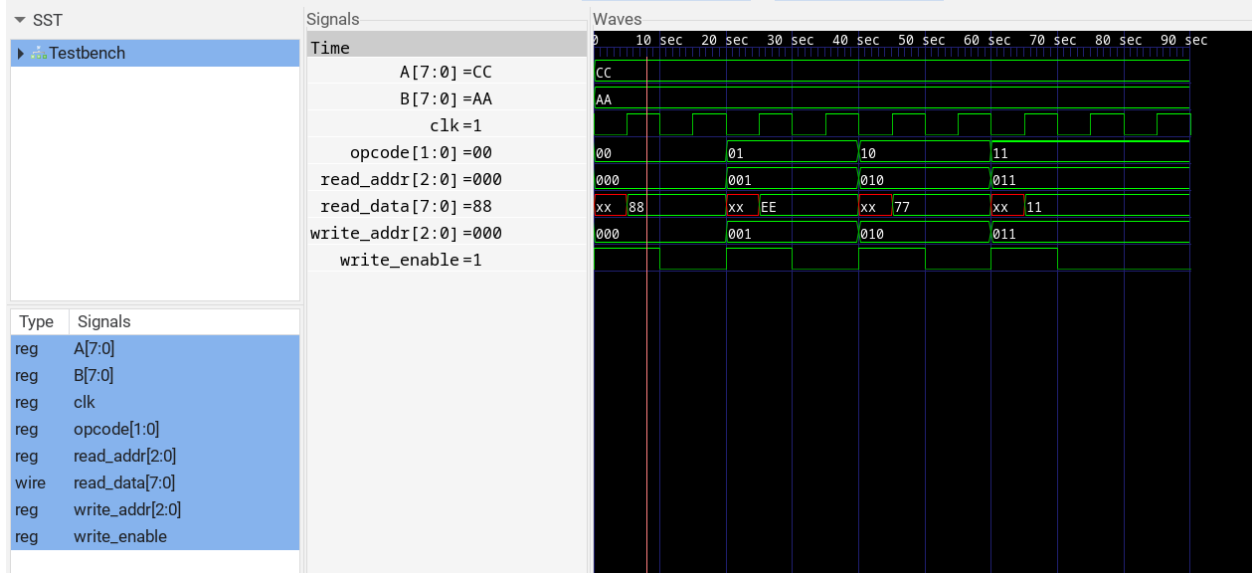 SST
Testbench
Type Signals
reg A[7:0]
reg B[7:0]
reg clk
reg opcode[1:0]
reg read_addr[2:0]
wire read_data[7:0]
reg write_addr[2:0]
reg write_enable
Signals
Time
A[7:0]=CC
B[7:0]=AA
clk=1
opcode[1:0]=00
read_addr[2:0]=000
read_data[7:0]=88
write_addr[2:0]=000
write_enable=1
Waves
0 10 sec 20 sec 30 sec 40 sec 50 sec 60 sec 70 sec 80 sec 90 sec
CC
AA
00 01 10 11
000 001 010 011
xx 88 xx EE xx 77 xx 11
000 001 010 011